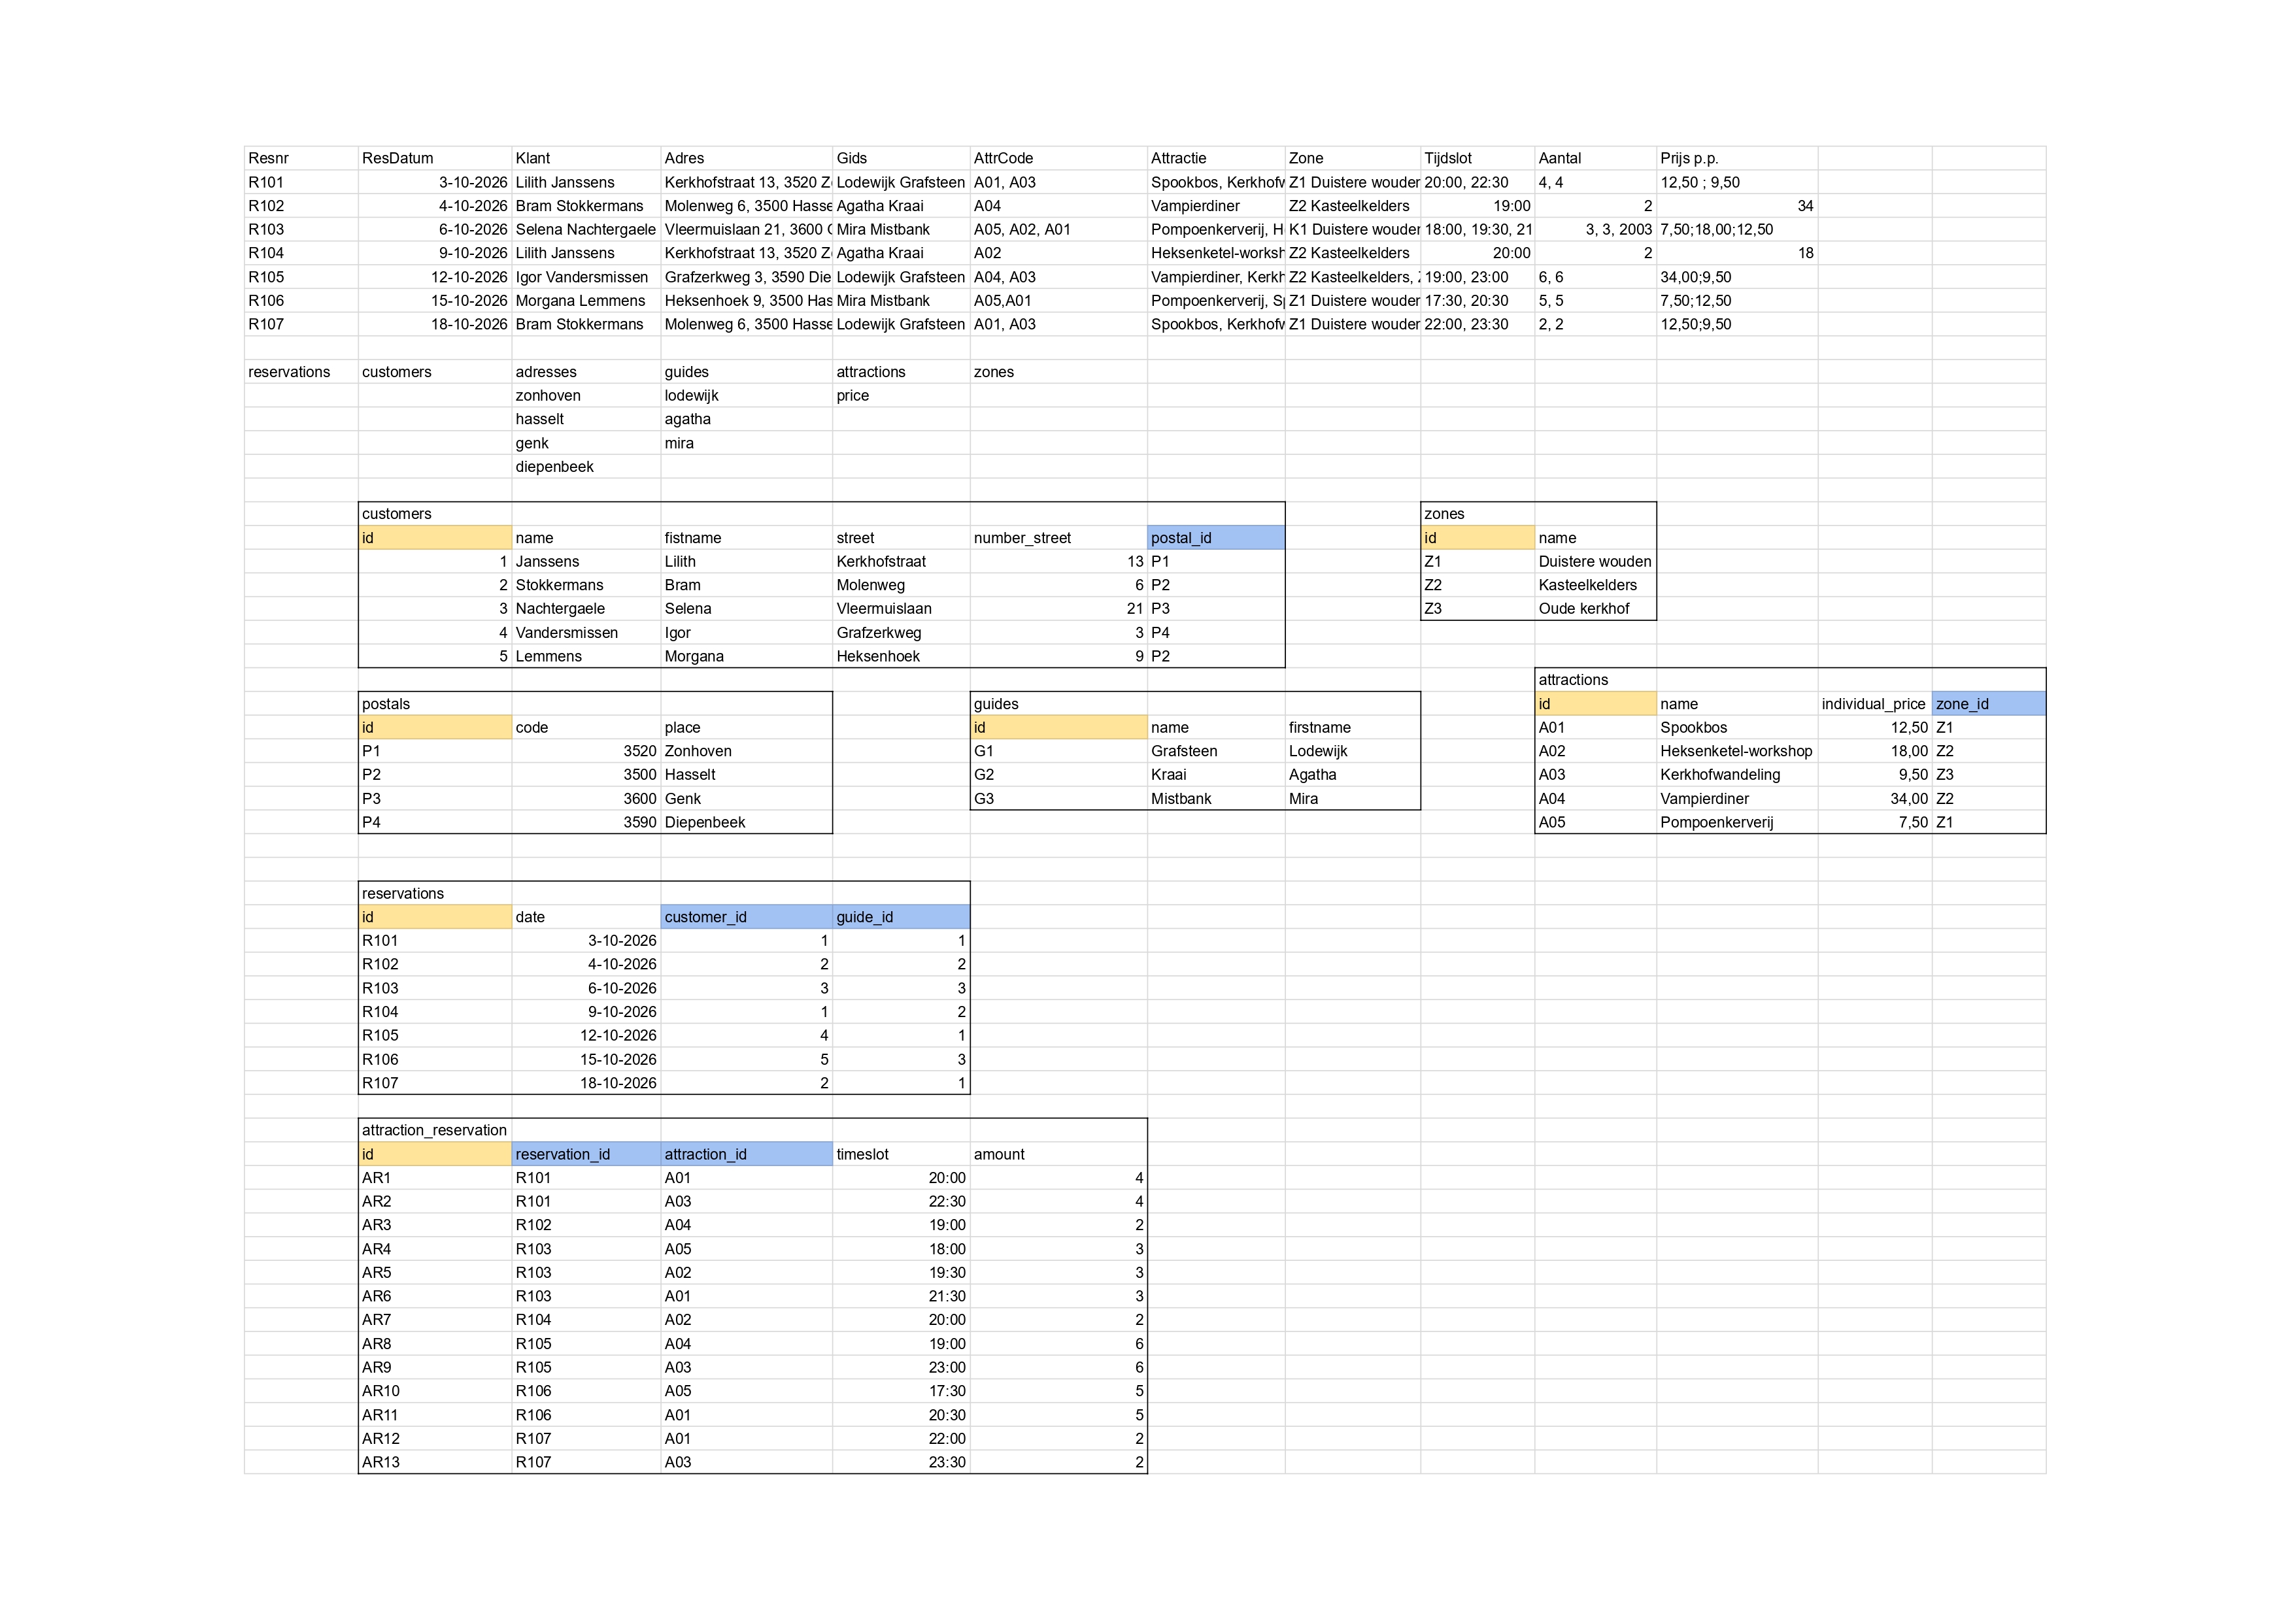 Resnr ResDatum Klant Adres Gids AttrCode Attractie Zone Tijdslot Aantal Prijs p.p.
R101 3-10-2026 Lilith Janssens Kerkhofstraat 13, 3520 Lodewijk Grafsteen A01, A03 Spookbos, Z1 Duistere 20:00, 22:30 4, 4 12,50 ; 9,50
R102 4-10-2026 Bram Stokkermans Molenweg 6, 3500 Agatha Kraai A04 Vampierdiner Z2 Kasteelkelders 19:00 2 34
R103 6-10-2026 Selena Nachtergaele Vleermuislaan 21, 3600 Mira Mistbank A05, A02, A01 Pompoenkerverij, K1 Duistere 18:00, 19:30, 21 3, 3, 2003 7,50;18,00;12,50
R104 9-10-2026 Lilith Janssens Kerkhofstraat 13, 3520 Agatha Kraai A02 Z2 Kasteelkelders 20:00 2 18
R105 12-10-2026 Igor Vandersmissen Grafzerkweg 3, 3590 Lodewijk Grafsteen A04, A03 Vampierdiner, Z2 Kasteelkelders, 19:00, 23:00 6, 6 34,00;9,50
R106 15-10-2026 Morgana Lemmens Heksenhoek 9, 3500 Mira Mistbank A05,A01 Pompoenkerverij, Z1 Duistere 17:30, 20:30 5, 5 7,50;12,50
R107 18-10-2026 Bram Stokkermans Molenweg 6, 3500 Lodewijk Grafsteen A01, A03 Spookbos, Z1 Duistere 22:00, 23:30 2, 2 12,50;9,50
reservations customers adresses guides attractions zones
zonhoven lodewijk price
hasselt agatha
genk mira
diepenbeek
customers
id name fistname street number_street postal_id
1 Janssens Lilith Kerkhofstraat 13 P1
2 Stokkermans Bram Molenweg 6 P2
3 Nachtergaele Selena Vleermuislaan 21 P3
4 Vandersmissen Igor Grafzerkweg 3 P4
5 Lemmens Morgana Heksenhoek 9 P2
zones
id name
Z1 Duistere wouden
Z2 Kasteelkelders
Z3 Oude kerkhof
postals
id code place
P1 3520 Zonhoven
P2 3500 Hasselt
P3 3600 Genk
P4 3590 Diepenbeek
guides
id name firstname
G1 Grafsteen Lodewijk
G2 Kraai Agatha
G3 Mistbank Mira
attractions
id name individual_price zone_id
A01 Spookbos 12,50 Z1
A02 Heksenketel-workshop 18,00 Z2
A03 Kerkhofwandeling 9,50 Z3
A04 Vampierdiner 34,00 Z2
A05 Pompoenkerverij 7,50 Z1
reservations
id date customer_id guide_id
R101 3-10-2026 1 1
R102 4-10-2026 2 2
R103 6-10-2026 3 3
R104 9-10-2026 1 2
R105 12-10-2026 4 1
R106 15-10-2026 5 3
R107 18-10-2026 2 1
attraction_reservation
id reservation_id attraction_id timeslot amount
AR1 R101 A01 20:00 4
AR2 R101 A03 22:30 4
AR3 R102 A04 19:00 2
AR4 R103 A05 18:00 3
AR5 R103 A02 19:30 3
AR6 R103 A01 21:30 3
AR7 R104 A02 20:00 2
AR8 R105 A04 19:00 6
AR9 R105 A03 23:00 6
AR10 R106 A05 17:30 5
AR11 R106 A01 20:30 5
AR12 R107 A01 22:00 2
AR13 R107 A03 23:30 2